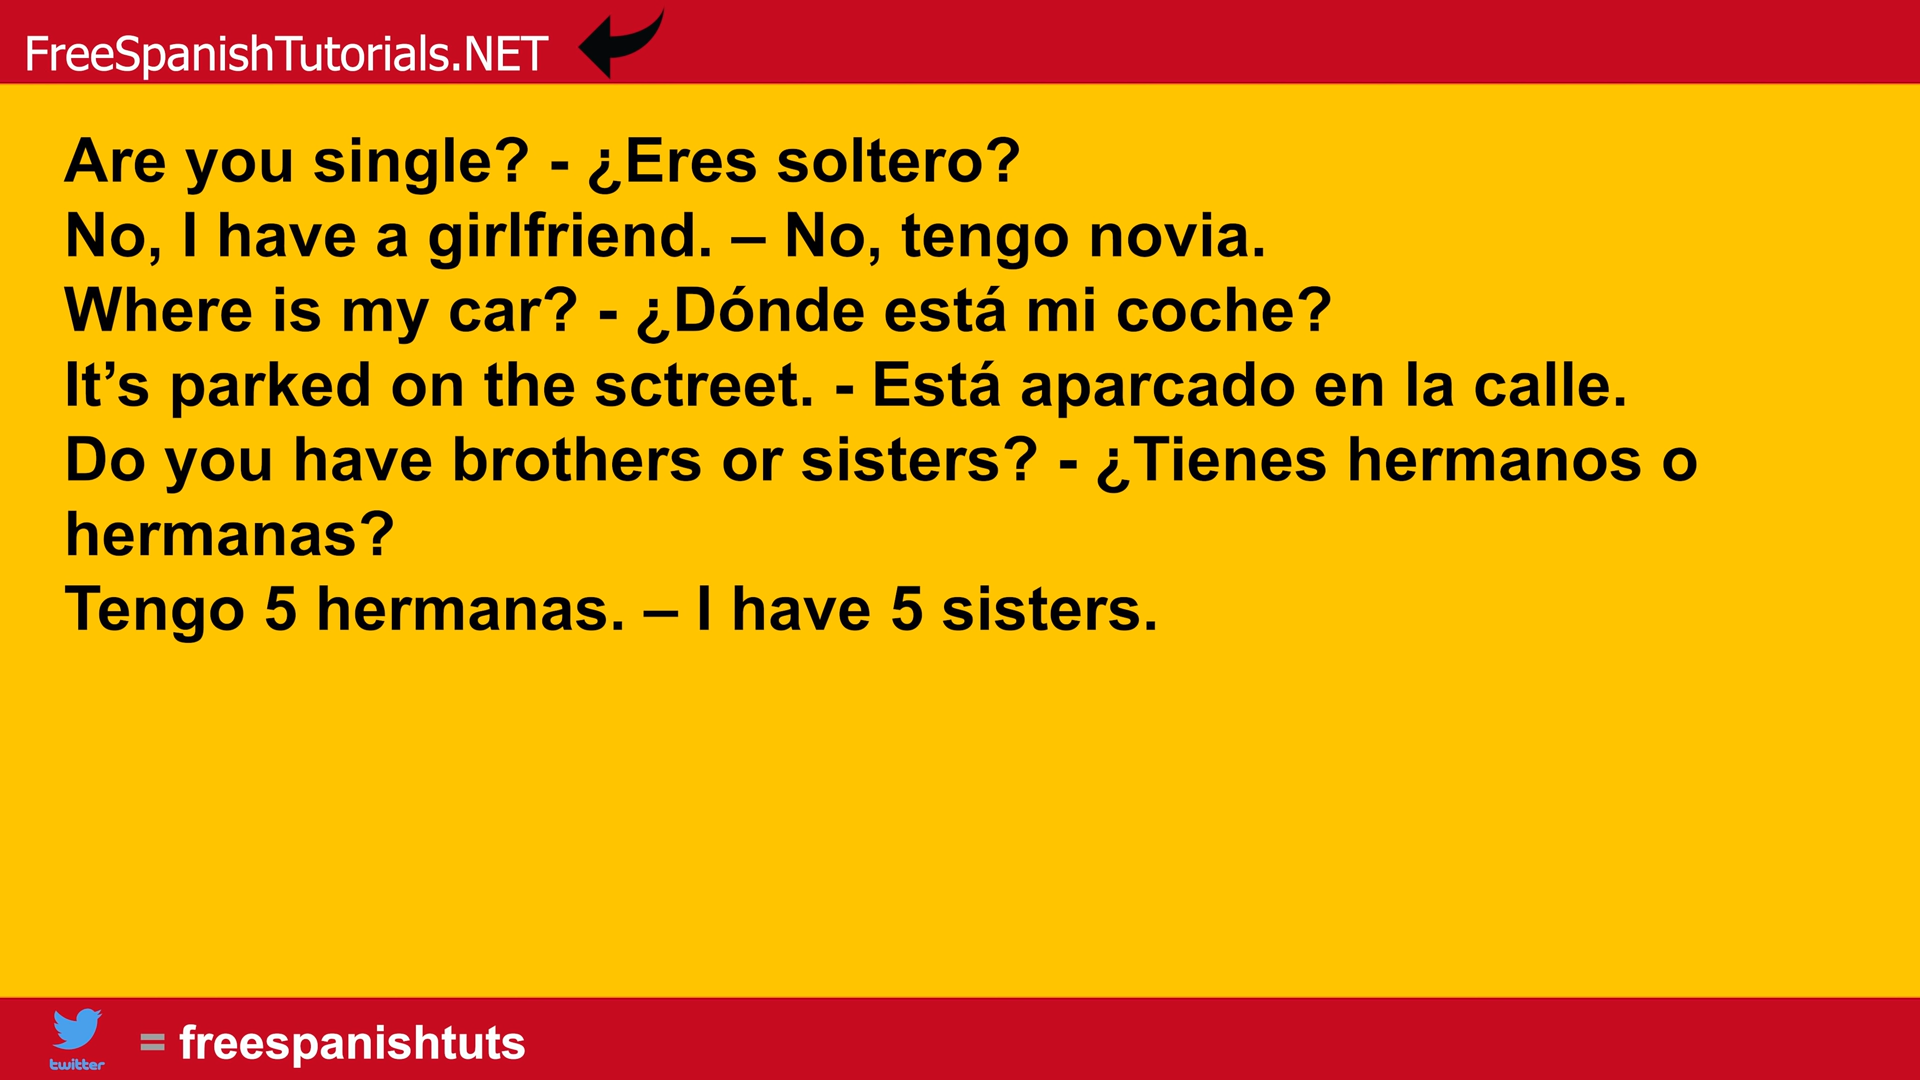 FreeSpanishTutorials.NET
Are you single? - ¿Eres soltero?
No, I have a girlfriend. – No, tengo novia.
Where is my car? - ¿Dónde está mi coche?
It’s parked on the sctreet. - Está aparcado en la calle.
Do you have brothers or sisters? - ¿Tienes hermanos o
hermanas?
Tengo 5 hermanas. – I have 5 sisters.
twitter = freespanishtuts